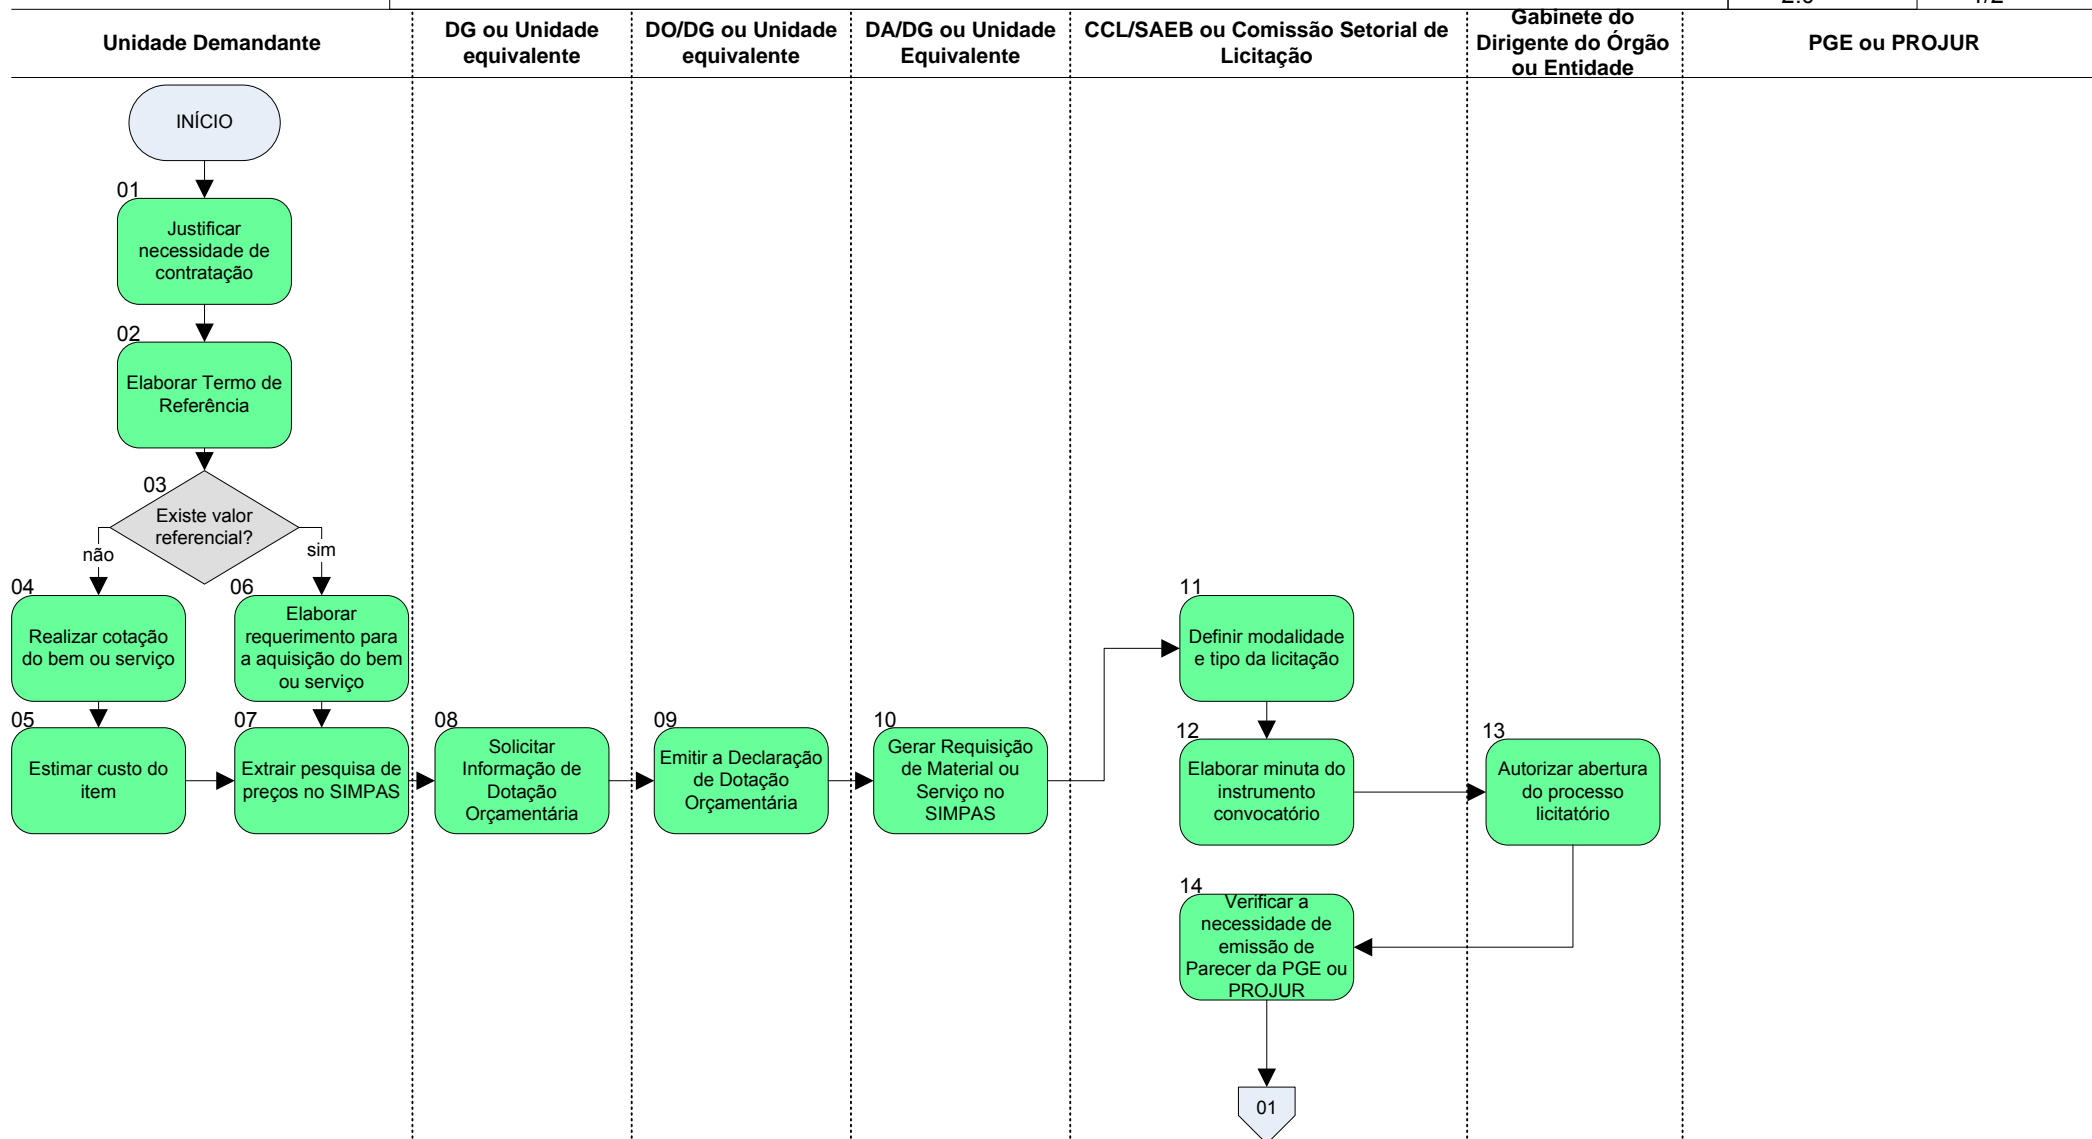 Unidade Demandante
DG ou Unidade
equivalente
DO/DG ou Unidade
equivalente
DA/DG ou Unidade
Equivalente
CCL/SAEB ou Comissão Setorial de
Licitação
Gabinete do
Dirigente do Órgão
ou Entidade
PGE ou PROJUR
INÍCIO
01
Justificar
necessidade de
contratação
02
Elaborar Termo de
Referência
03
Existe valor
referencial?
não
sim
04
Realizar cotação
do bem ou serviço
06
Elaborar
requerimento para
a aquisição do bem
ou serviço
05
Estimar custo do
item
07
Extrair pesquisa de
preços no SIMPAS
08
Solicitar
Informação de
Dotação
Orçamentária
09
Emitir a Declaração
de Dotação
Orçamentária
10
Gerar Requisição
de Material ou
Serviço no
SIMPAS
11
Definir modalidade
e tipo da licitação
12
Elaborar minuta do
instrumento
convocatório
13
Autorizar abertura
do processo
licitatório
14
Verificar a
necessidade de
emissão de
Parecer da PGE ou
PROJUR
01